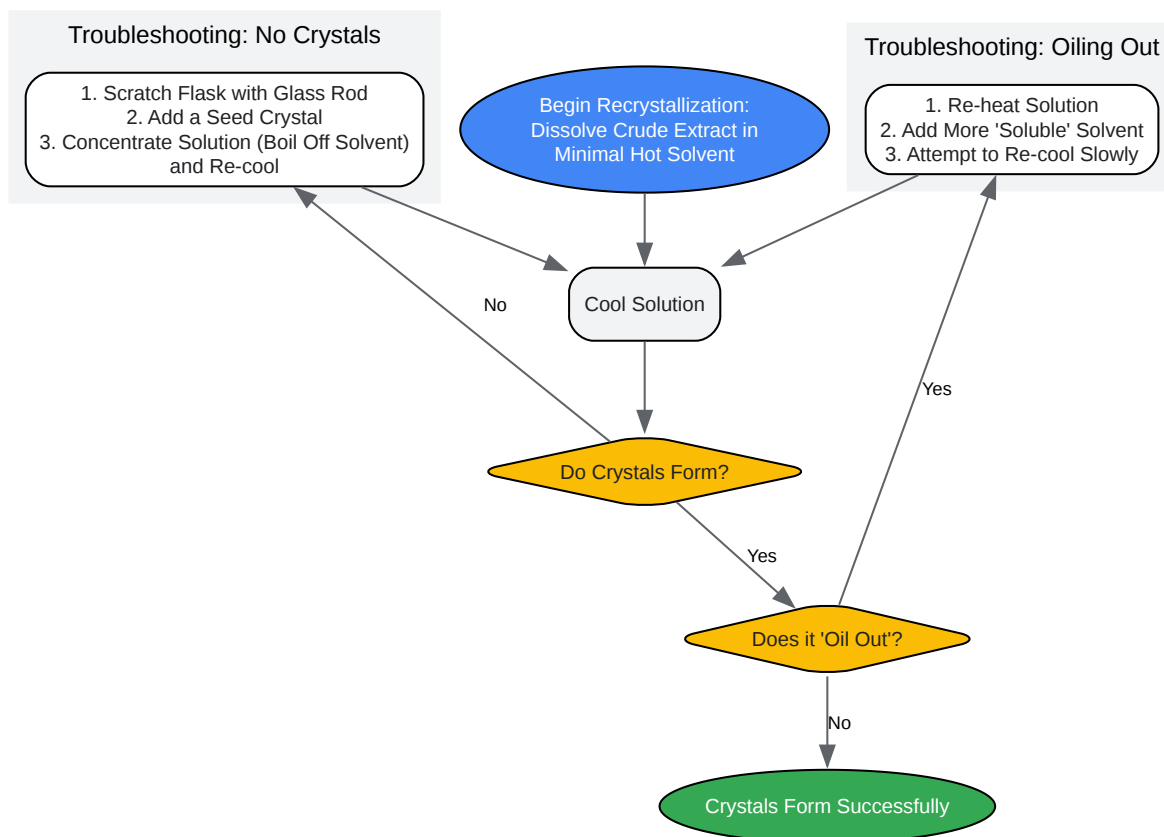 Troubleshooting: No Crystals
1. Scratch Flask with Glass Rod
2. Add a Seed Crystal
3. Concentrate Solution (Boil Off Solvent)
and Re-cool
Begin Recrystallization:
Dissolve Crude Extract in
Minimal Hot Solvent
Troubleshooting: Oiling Out
1. Re-heat Solution
2. Add More 'Soluble' Solvent
3. Attempt to Re-cool Slowly
No
Cool Solution
Yes
Do Crystals Form?
Yes
Does it 'Oil Out'?
No
Crystals Form Successfully